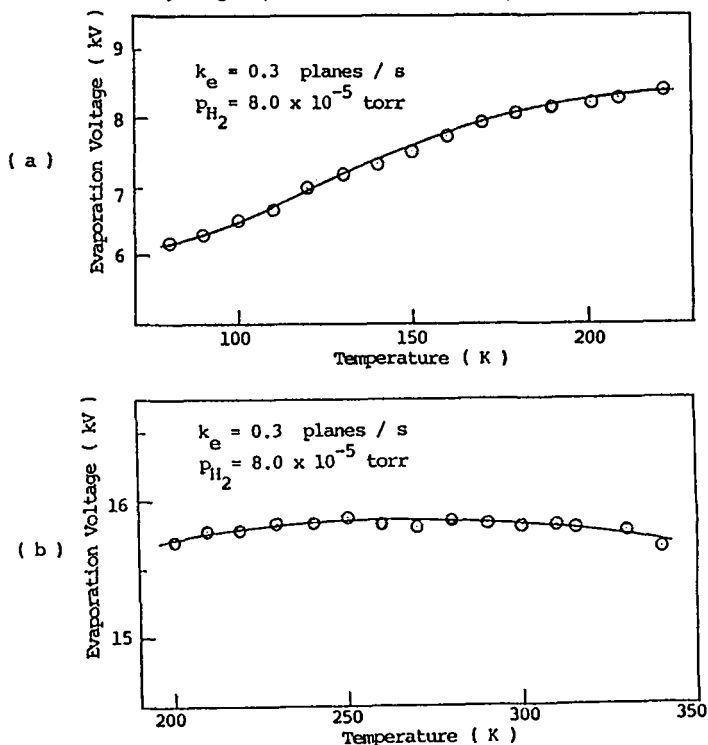 ( a )
Evaporation Voltage ( kV )
9
8
7
6
k_e = 0.3 planes / s
p_H2 = 8.0 x 10^-5 torr
100 150 200
Temperature ( K )
( b )
Evaporation Voltage ( kV )
16
15
k_e = 0.3 planes / s
p_H2 = 8.0 x 10^-5 torr
200 250 300 350
Temperature ( K )